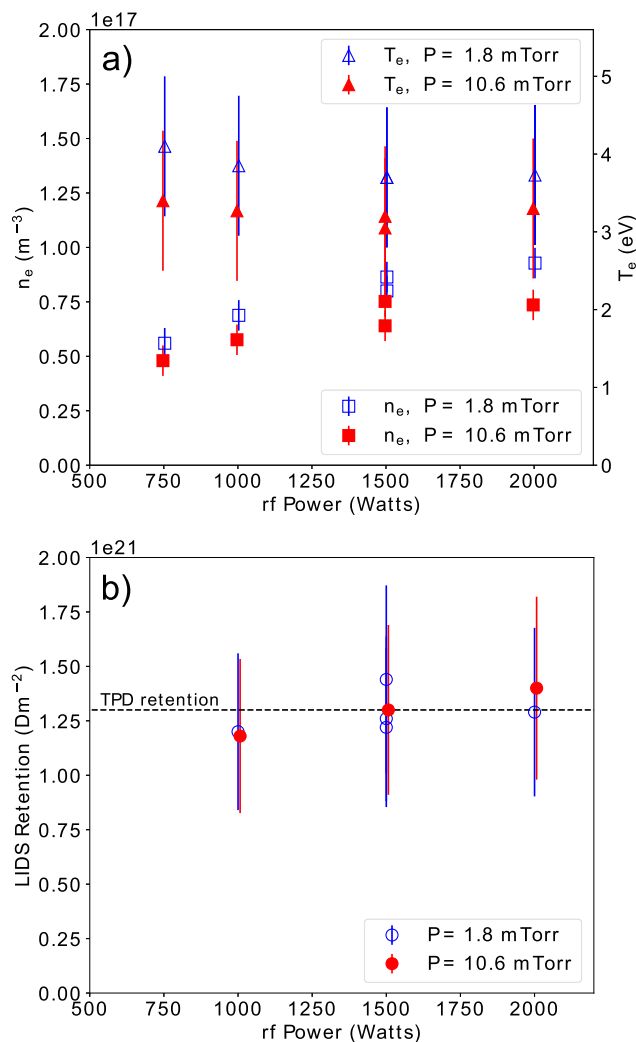 1e17
a)
T_e, P = 1.8 mTorr
T_e, P = 10.6 mTorr
2.00
1.75
1.50
1.25
1.00
0.75
0.50
0.25
0.00
n_e (m⁻³)
5
4
3
2
1
0
T_e (eV)
n_e, P = 1.8 mTorr
n_e, P = 10.6 mTorr
500 750 1000 1250 1500 1750 2000
rf Power (Watts)
1e21
b)
2.00
1.75
1.50
1.25
1.00
0.75
0.50
0.25
0.00
LIDS Retention (Dm⁻²)
TPD retention
P = 1.8 mTorr
P = 10.6 mTorr
500 750 1000 1250 1500 1750 2000
rf Power (Watts)